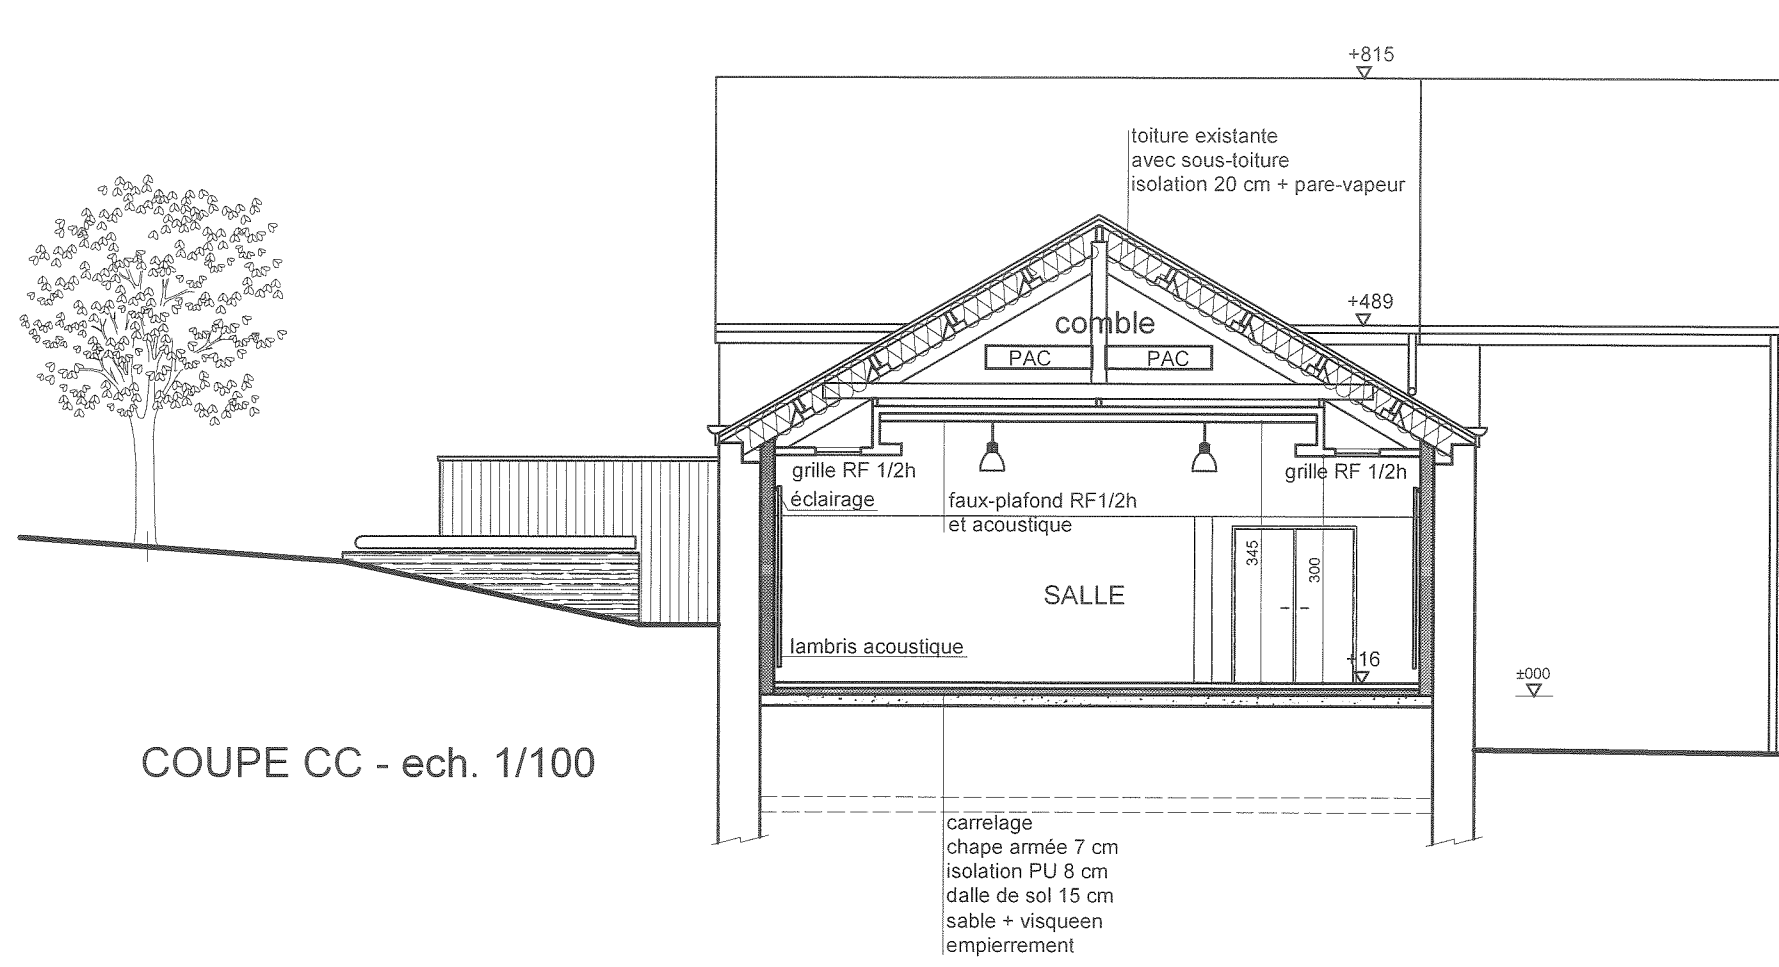 +815
toiture existante
avec sous-toiture
isolation 20 cm + pare-vapeur
+489
comble
PAC
PAC
grille RF 1/2h
grille RF 1/2h
éclairage
faux-plafond RF1/2h
et acoustique
345
300
SALLE
lambris acoustique
+16
±000
COUPE CC - ech. 1/100
carrelage
chape armée 7 cm
isolation PU 8 cm
dalle de sol 15 cm
sable + visqueen
empierrement